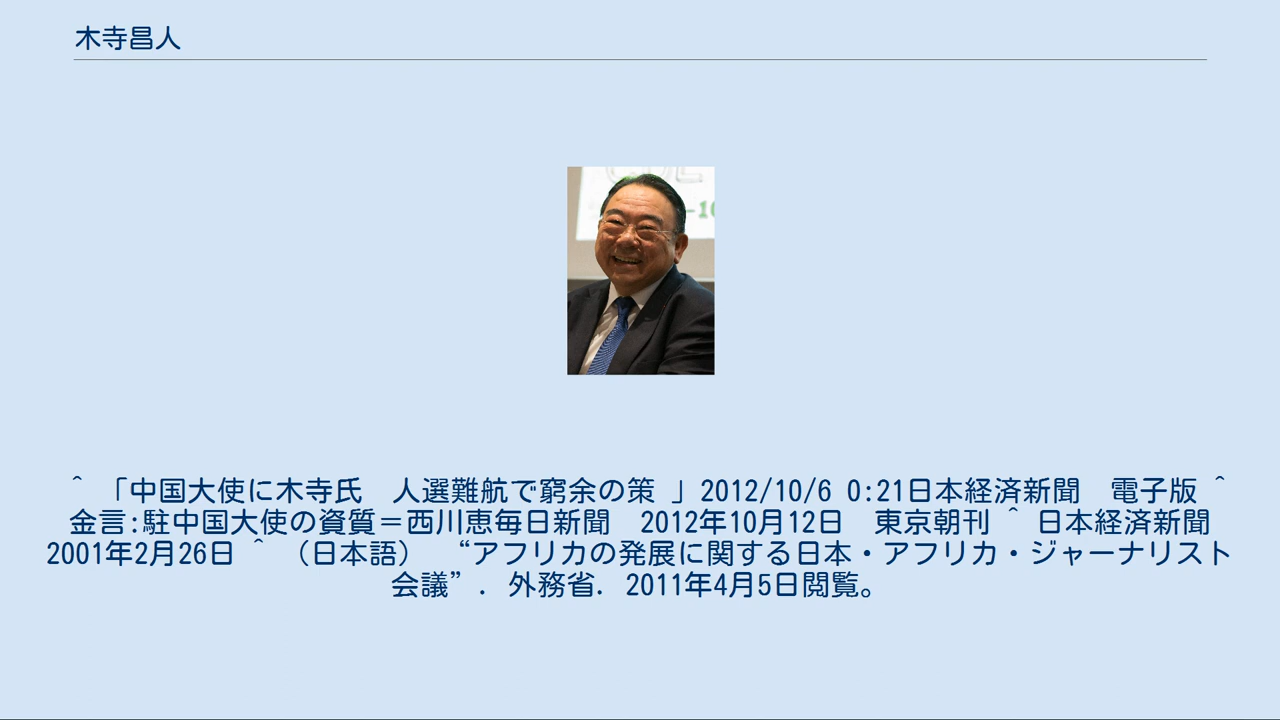 木寺昌人
-10
^ 「中国大使に木寺氏　人選難航で窮余の策 」2012/10/6 0:21日本経済新聞　電子版 ^
金言:駐中国大使の資質＝西川恵毎日新聞　2012年10月12日　東京朝刊 ^ 日本経済新聞
2001年2月26日 ^ （日本語）　“アフリカの発展に関する日本・アフリカ・ジャーナリスト
会議”. 外務省. 2011年4月5日閲覧。